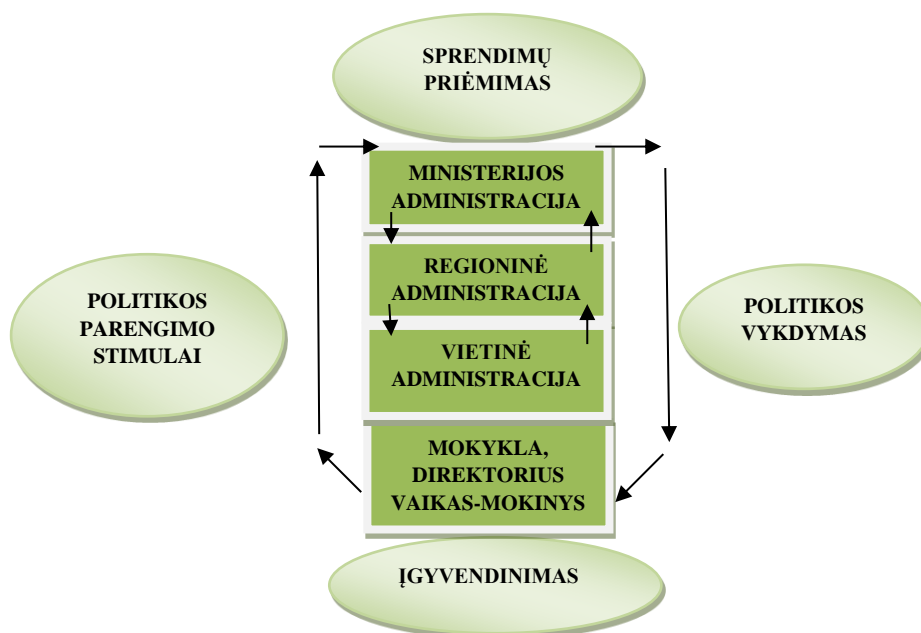 SPRENDIMŲ
PRIĖMIMAS
MINISTERIJOS
ADMINISTRACIJA
REGIONINĖ
ADMINISTRACIJA
POLITIKOS
PARENGIMO
STIMULAI
POLITIKOS
VYKDYMAS
VIETINĖ
ADMINISTRACIJA
MOKYKLA,
DIREKTORIUS
VAIKAS-MOKINYS
ĮGYVENDINIMAS